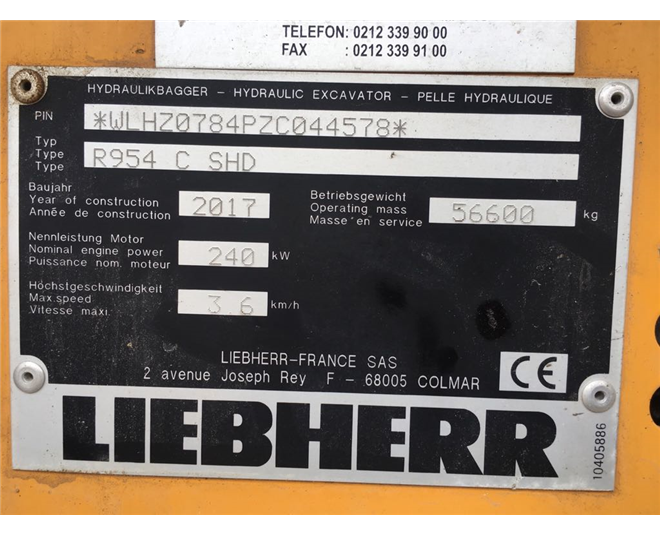 TELEFON: 0212 339 90 00
FAX : 0212 339 91 00
HYDRAULIKBAGGER – HYDRAULIC EXCAVATOR – PELLE HYDRAULIQUE
PIN *WLHZ0784PZC044578*
Typ
Type R954 C SHD
Type
Baujahr
Year of construction 2017
Année de construction
Betriebsgewicht
Operating mass 56600 kg
Masse en service
Nennleistung Motor
Nominal engine power 240 kW
Puissance nom. moteur
Höchstgeschwindigkeit
Max.speed 3.6 km/h
Vitesse maxi.
LIEBHERR–FRANCE SAS
2 avenue Joseph Rey F – 68005 COLMAR
CE
LIEBHERR
10405886